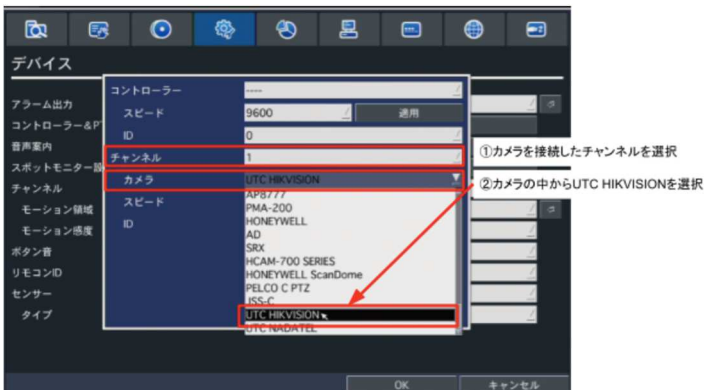 デバイス
アラーム出力
コントローラー&P
音声案内
スポットモニター設
チャンネル
モーション領域
モーション感度
ボタン音
リモコンID
センサー
タイプ
コントローラー ----
スピード 9600 適用
ID 0
チャンネル 1
カメラ UTC HIKVISION
スピード
ID
AP8777
PMA-200
HONEYWELL
AD
SRX
HCAM-700 SERIES
HONEYWELL ScanDome
PELCO C PTZ
JSS-C
UTC HIKVISION
UTC NADATEL
①カメラを接続したチャンネルを選択
②カメラの中からUTC HIKVISIONを選択
OK キャンセル